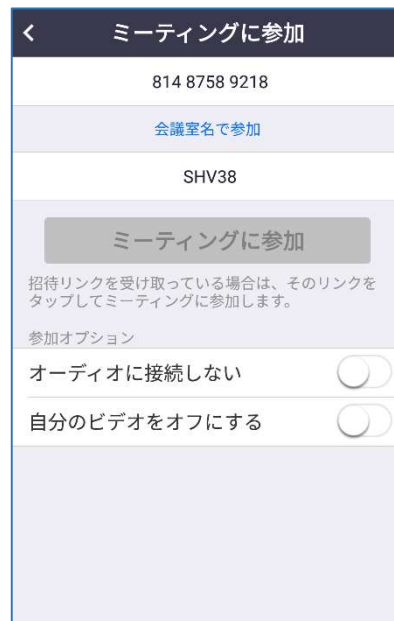 ミーティングに参加
814 8758 9218
会議室名で参加
SHV38
ミーティングに参加
招待リンクを受け取っている場合は、そのリンクを
タップしてミーティングに参加します。
参加オプション
オーディオに接続しない
自分のビデオをオフにする